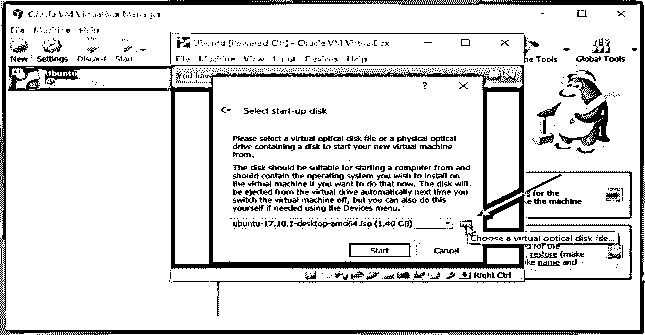 Oracle VM VirtualBox Manager
File Machine Help
New Settings Discard Start
Machine Tools Global Tools
Ubuntu
Ubuntu [Powered Off] - Oracle VM VirtualBox
File Machine View Input Devices Help
You have
?
Select start-up disk
Please select a virtual optical disk file or a physical optical
drive containing a disk to start your new virtual machine
from.
The disk should be suitable for starting a computer from and
should contain the operating system you wish to install on
the virtual machine if you want to do that now. The disk will
be ejected from the virtual drive automatically next time you
switch the virtual machine off, but you can also do this
yourself if needed using the Devices menu.
ubuntu-17.10.1-desktop-amd64.iso (1.40 GB)
Choose a virtual optical disk file...
Start Cancel
for the
the machine
for the
, restore (make
name and
Right Ctrl